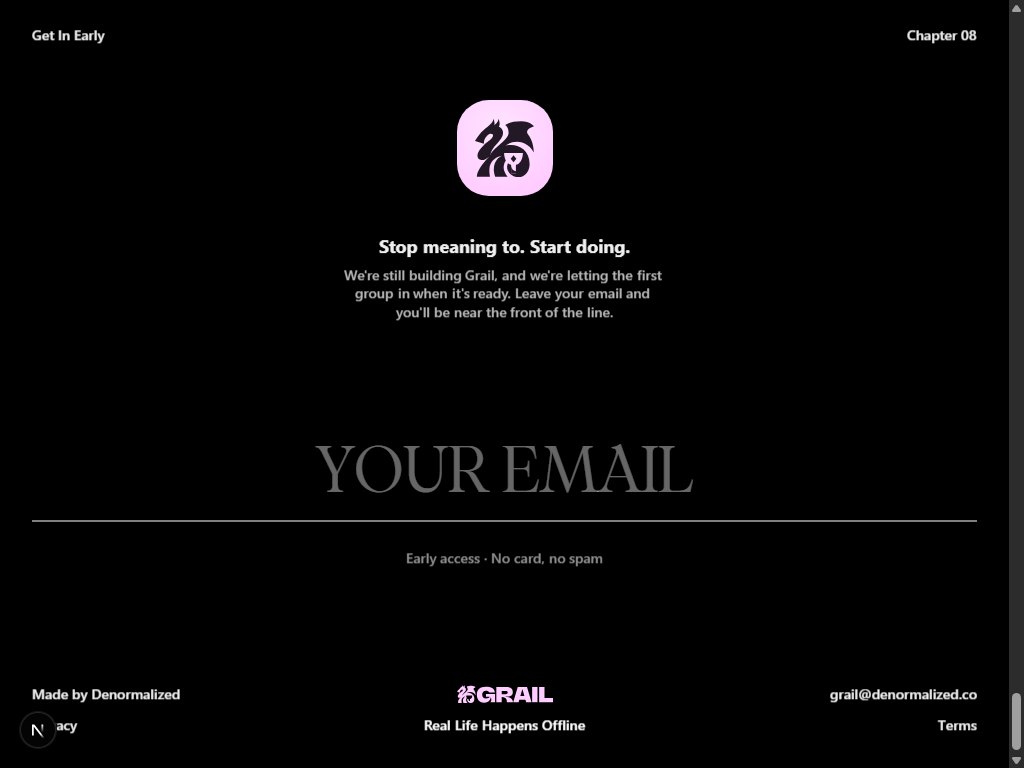 Get In Early
Chapter 08
Stop meaning to. Start doing.
We're still building Grail, and we're letting the first
group in when it's ready. Leave your email and
you'll be near the front of the line.
YOUR EMAIL
Early access · No card, no spam
Made by Denormalized
GRAIL
grail@denormalized.co
N
acy
Real Life Happens Offline
Terms